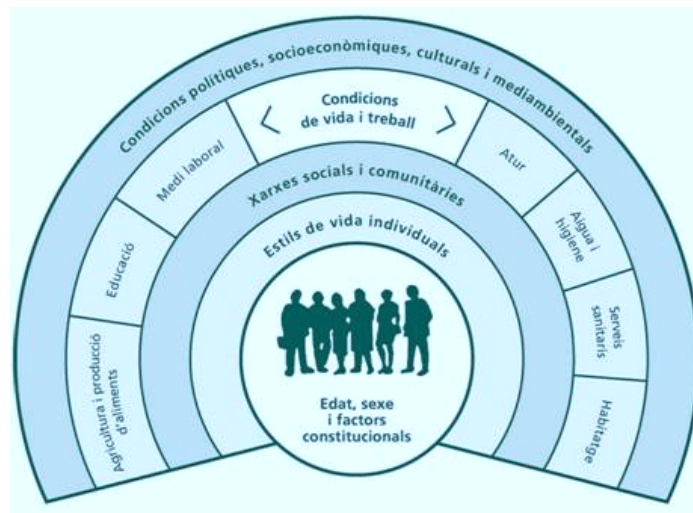 Condicions polítiques, socioeconòmiques, culturals i mediambientals
Condicions
de vida i treball
Medi laboral
Educació
Agricultura i producció
d'aliments
Atur
Aigua i
higiene
Serveis
sanitaris
Habitatge
Xarxes socials i comunitàries
Estils de vida individuals
Edat, sexe
i factors
constitucionals